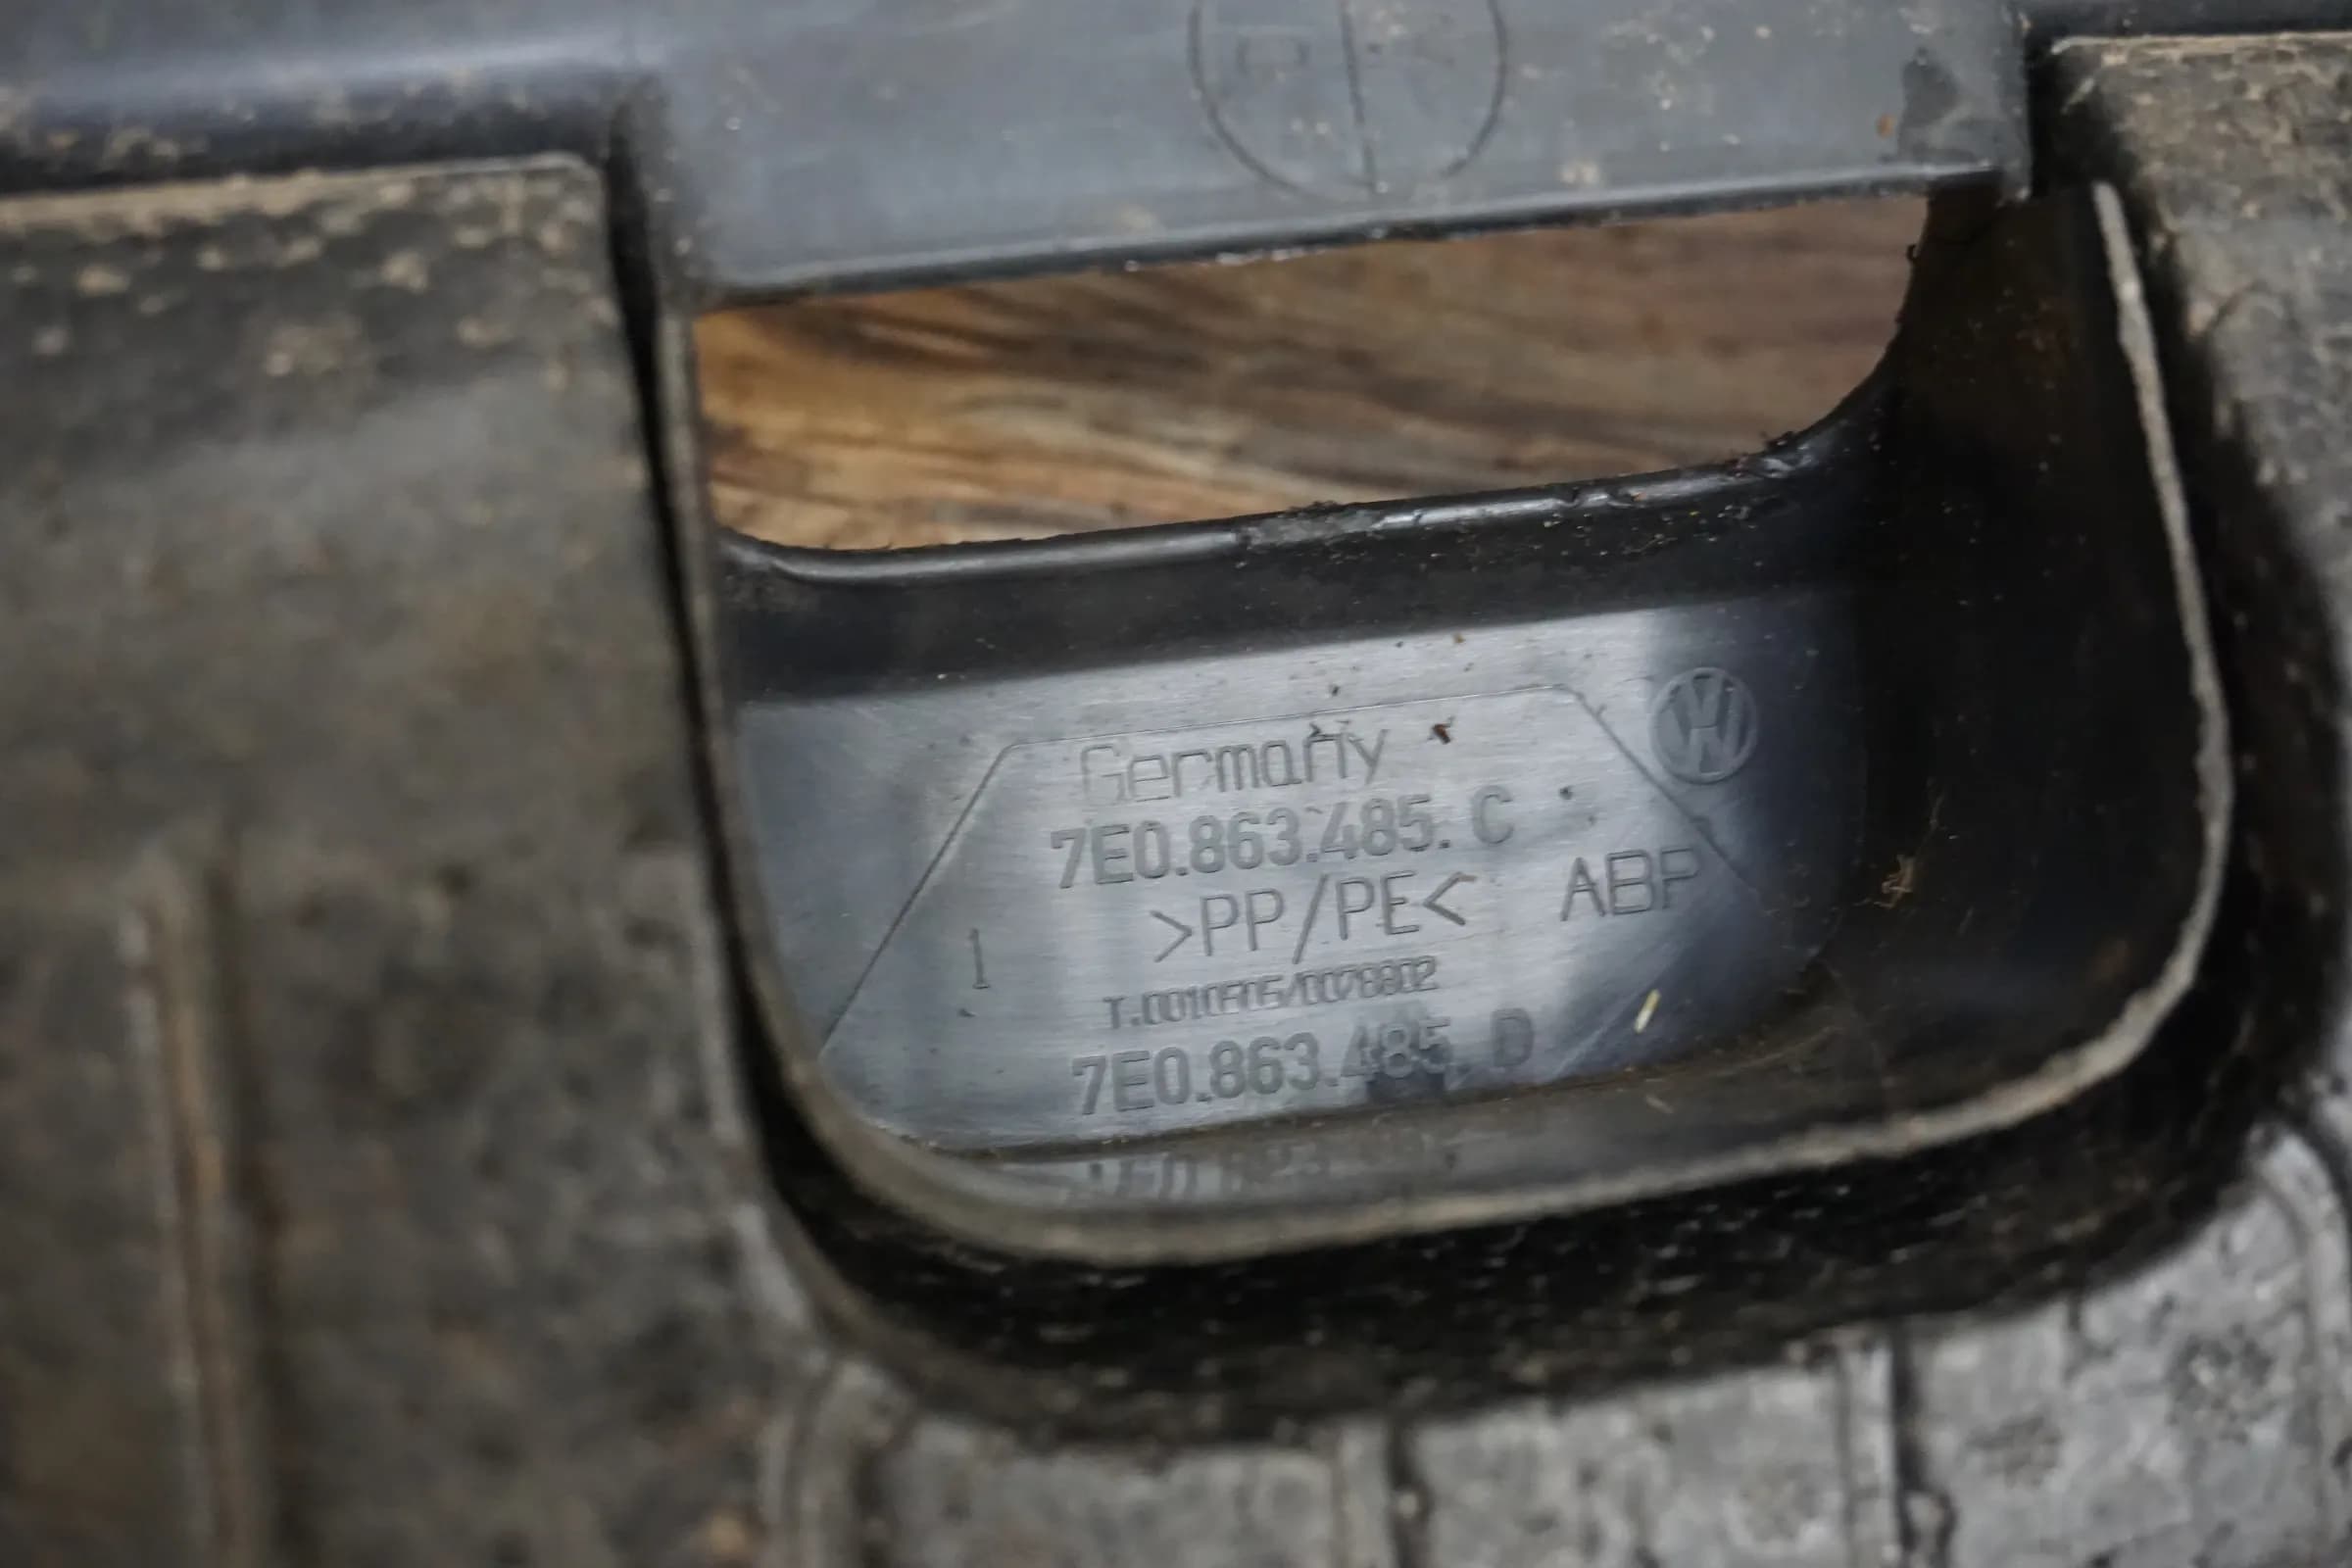 Germany
7E0.863.485. C
>PP/PE< ABP
1
7E0.863.485. D